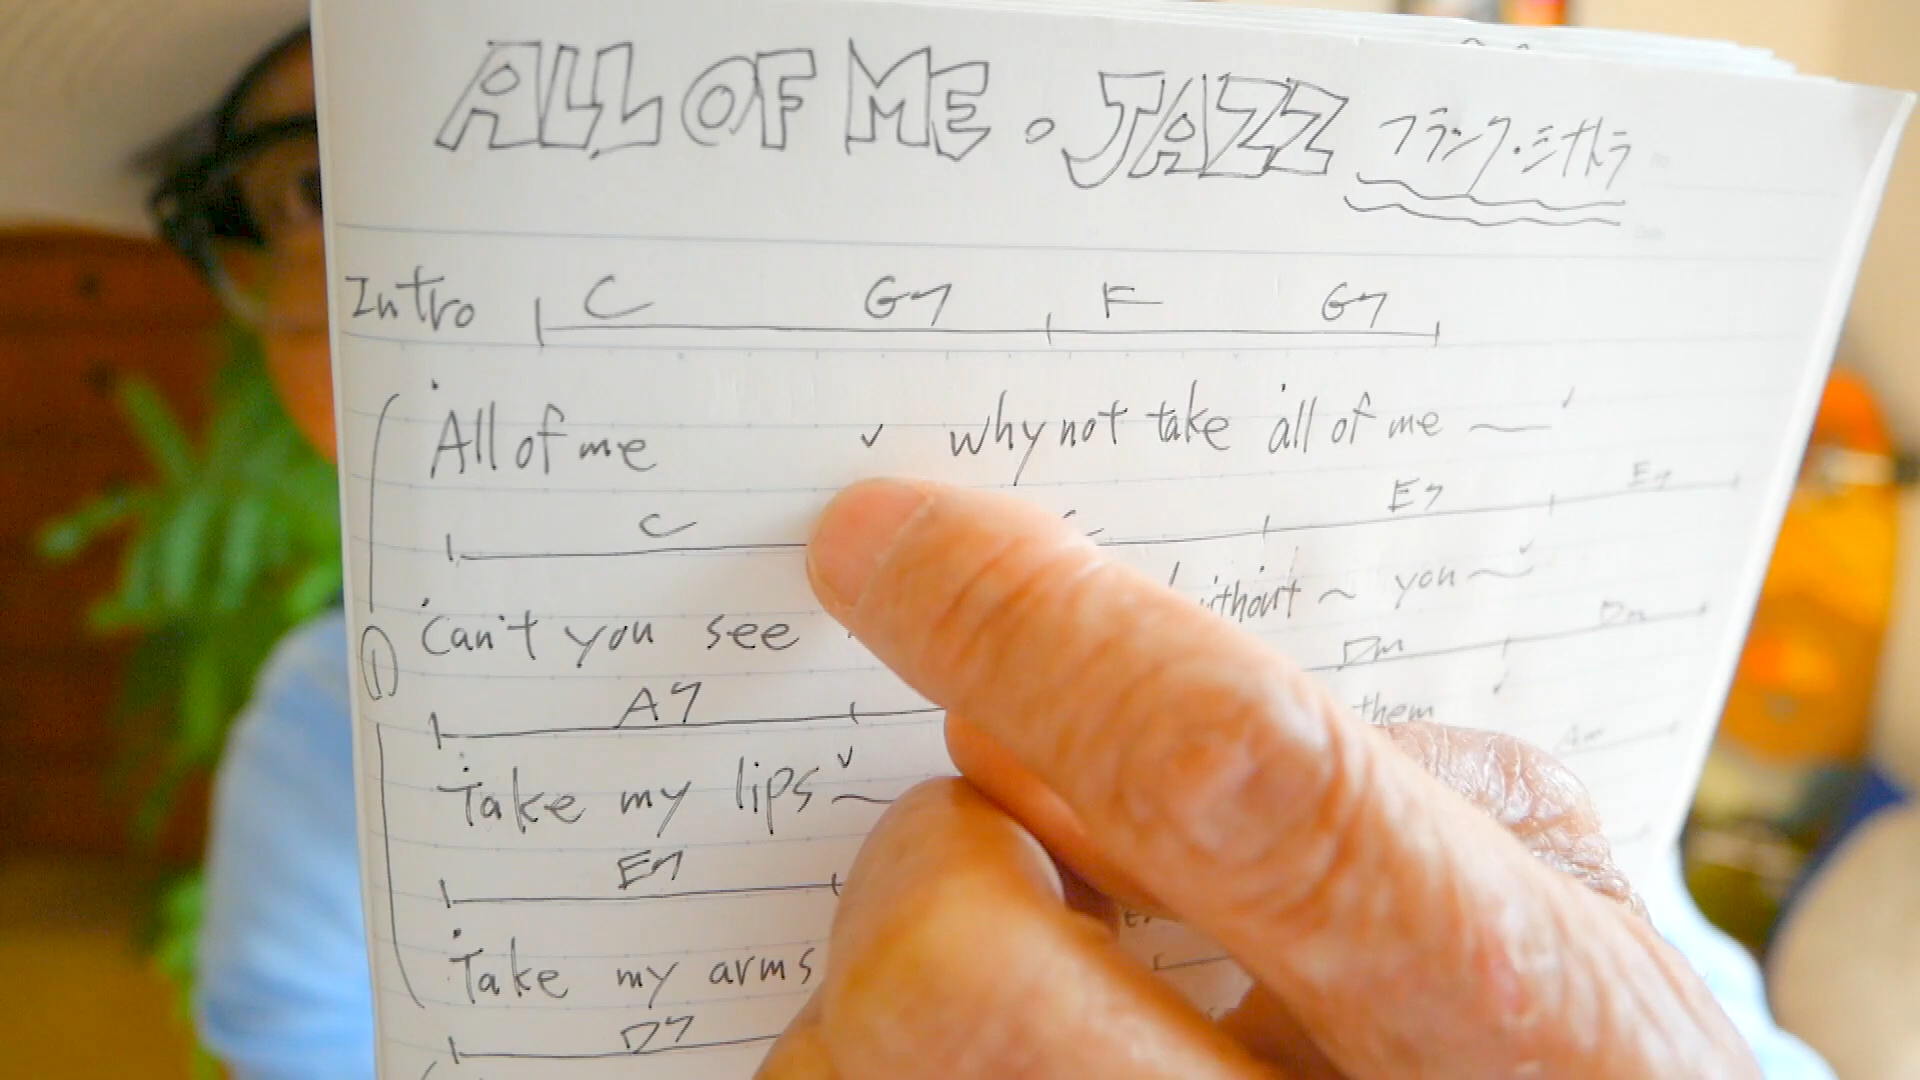 ALL OF ME . JAZZ フランク・シナトラ
Intro C G7 F G7
All of me ✓ why not take all of me ~ ✓
C E7 E7
Can't you see without ~ you ~ ✓
① A7 Dm Dm
Take my lips ~ ✓ them ✓
E7 Am
Take my arms
D7